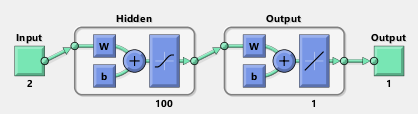 Hidden Output
Input Output
W W
+ +
b b
2 1
100 1